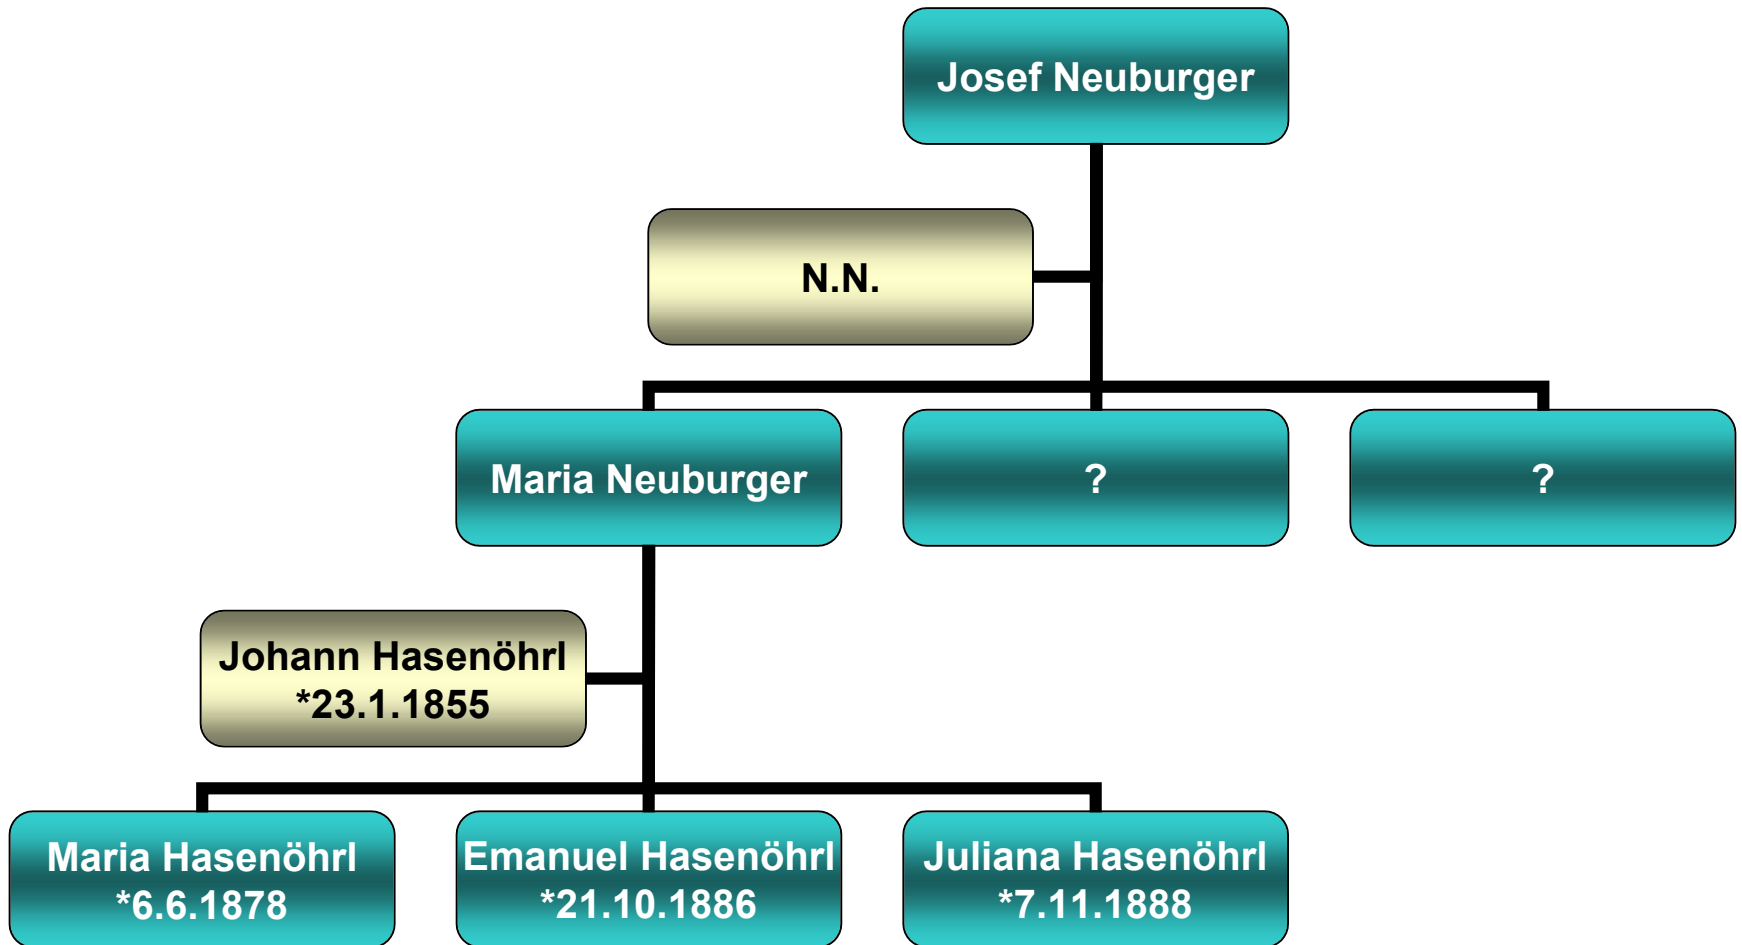 Josef Neuburger
N.N.
Maria Neuburger
?
?
Johann Hasenöhrl
*23.1.1855
Maria Hasenöhrl
*6.6.1878
Emanuel Hasenöhrl
*21.10.1886
Juliana Hasenöhrl
*7.11.1888